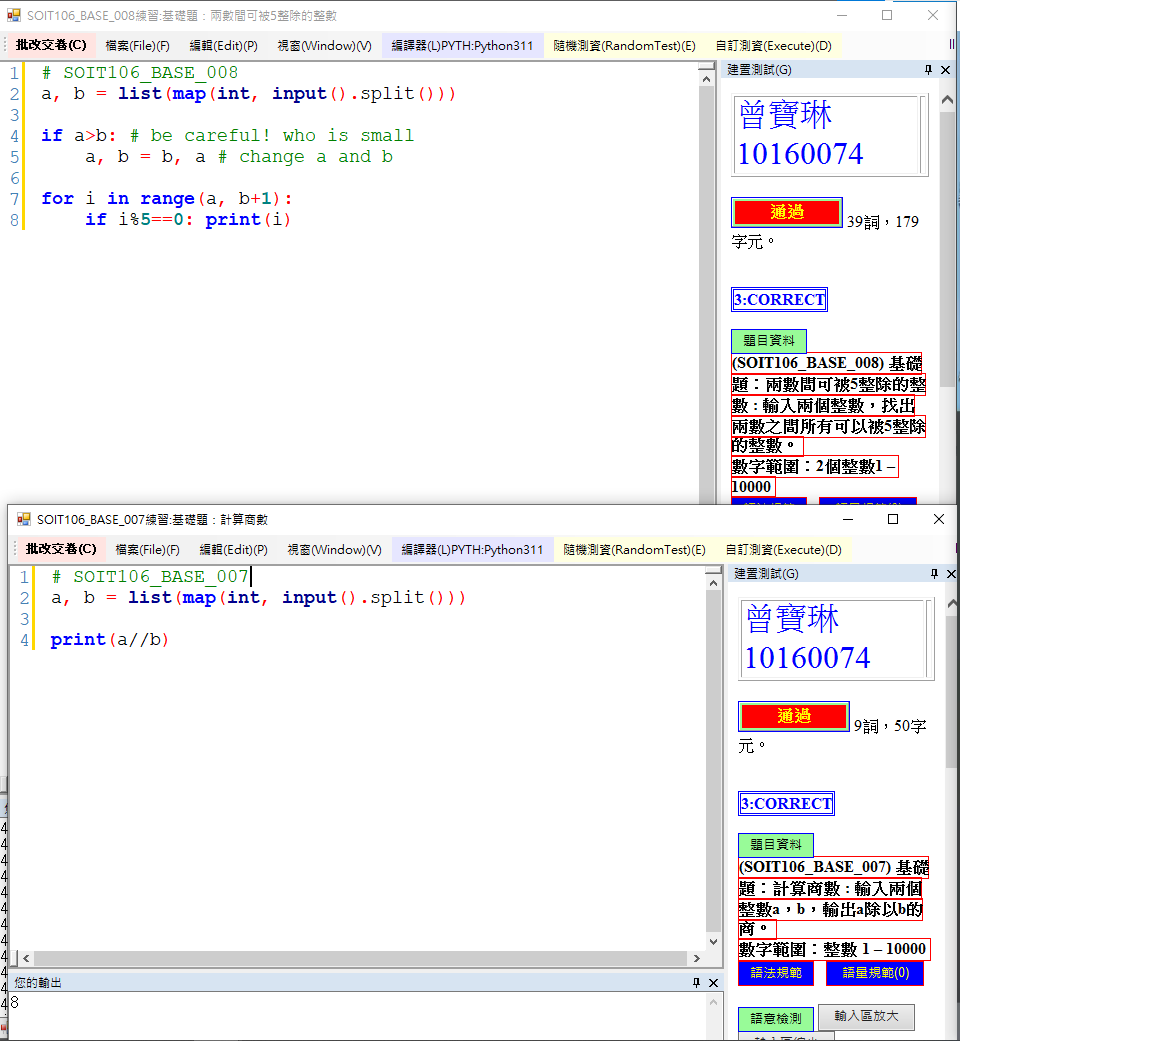 SOIT106_BASE_008練習:基礎題：兩數間可被5整除的整數
批改交卷(C) 檔案(File)(F) 編輯(Edit)(P) 視窗(Window)(V) 編譯器(L)PYTH:Python311 隨機測資(RandomTest)(E) 自訂測資(Execute)(D)
1 # SOIT106_BASE_008
2 a, b = list(map(int, input().split()))
3
4 if a>b: # be careful! who is small
5 a, b = b, a # change a and b
6
7 for i in range(a, b+1):
8 if i%5==0: print(i)
建置測試(G)
曾寶琳
10160074
通過 39詞，179
字元。
3:CORRECT
題目資料
(SOIT106_BASE_008) 基礎
題：兩數間可被5整除的整
數 : 輸入兩個整數，找出
兩數之間所有可以被5整除
的整數。
數字範圍：2個整數1 –
10000
SOIT106_BASE_007練習:基礎題：計算商數
批改交卷(C) 檔案(File)(F) 編輯(Edit)(P) 視窗(Window)(V) 編譯器(L)PYTH:Python311 隨機測資(RandomTest)(E) 自訂測資(Execute)(D)
1 # SOIT106_BASE_007
2 a, b = list(map(int, input().split()))
3
4 print(a//b)
建置測試(G)
曾寶琳
10160074
通過 9詞，50字
元。
3:CORRECT
題目資料
(SOIT106_BASE_007) 基礎
題：計算商數 : 輸入兩個
整數a，b，輸出a除以b的
商。
數字範圍：整數 1 – 10000
語法規範 語量規範(0)
語意檢測 輸入區放大
您的輸出
8